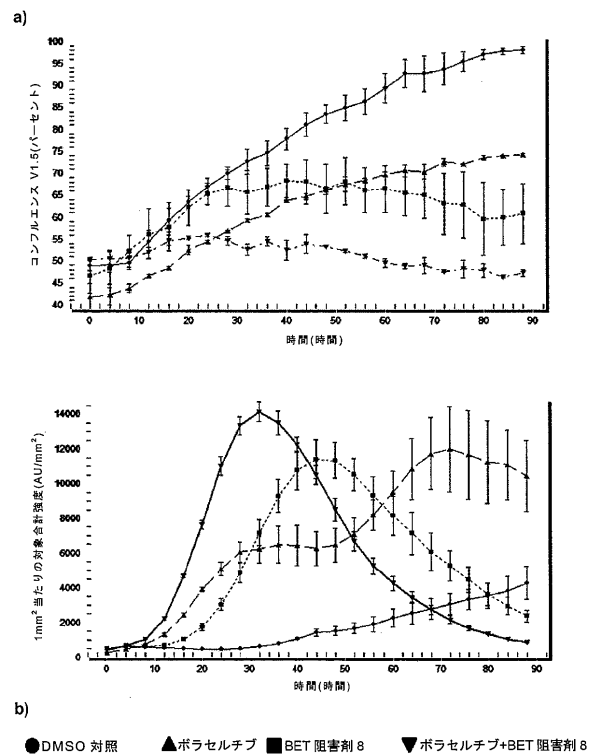 a)
100
95
90
85
80
75
70
65
60
55
50
45
40
コンフルエンス V1.5(パーセント)
0 10 20 30 40 50 60 70 80 90
時間(時間)
14000
12000
10000
8000
6000
4000
2000
0
1mm²当たりの対象合計強度(AU/mm²)
0 10 20 30 40 50 60 70 80 90
時間(時間)
b)
DMSO 対照 ボラセルチブ BET 阻害剤 8 ボラセルチブ+BET 阻害剤 8